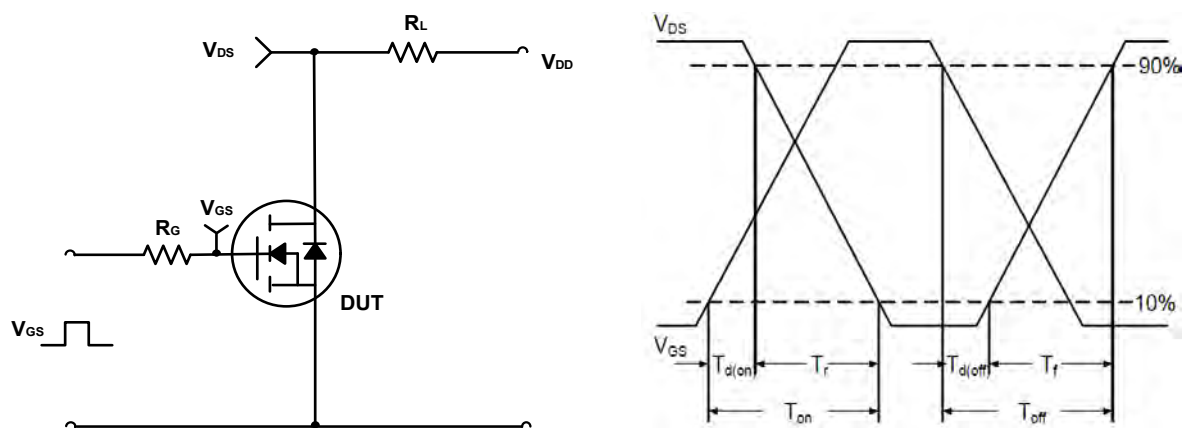 RL
VDS
VDD
VGS
RG
DUT
VGS
VDS
90%
10%
VGS
Td(on)
Tr
Td(off)
Tf
Ton
Toff